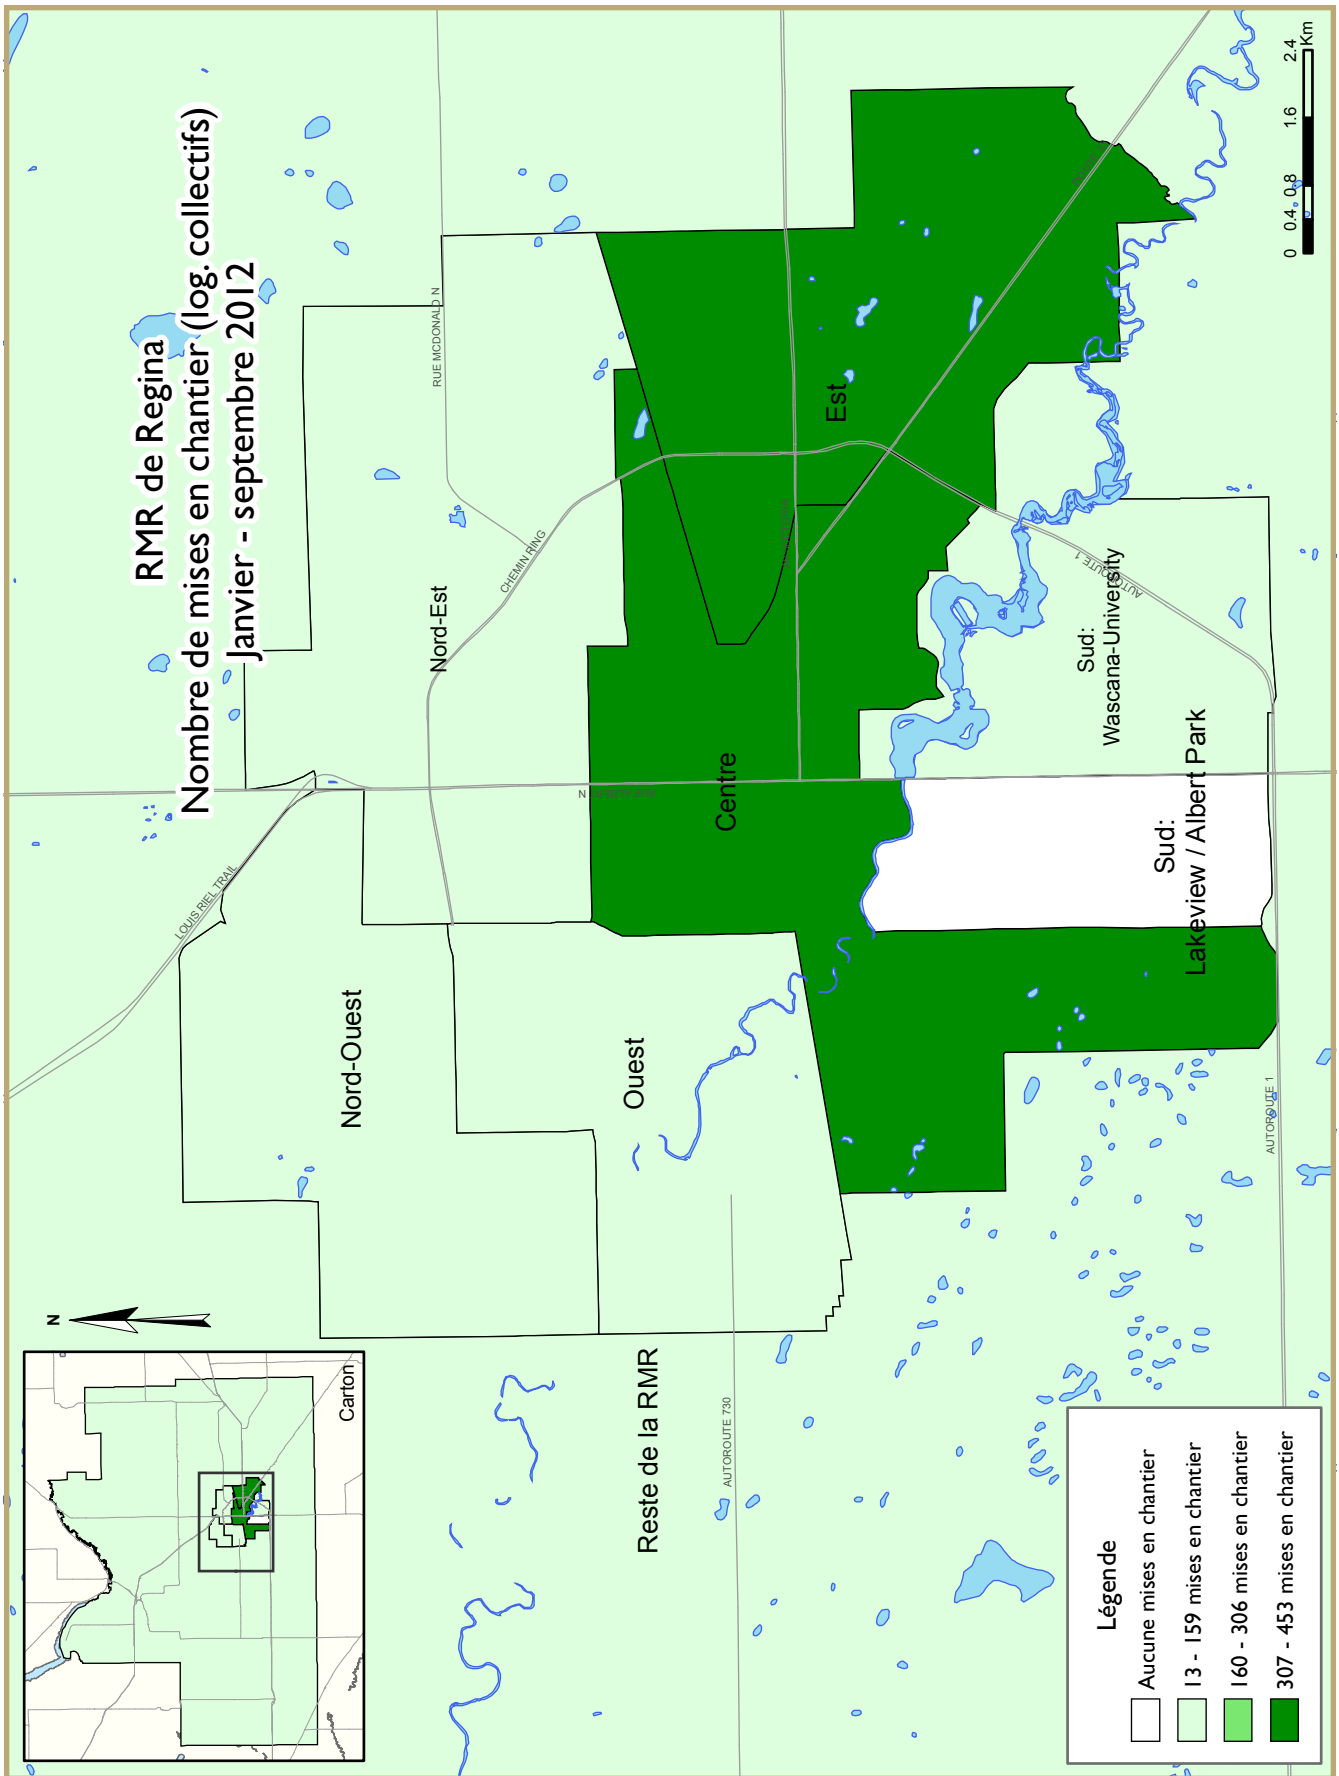 RMR de Regina
Nombre de mises en chantier (log. collectifs)
Janvier - septembre 2012
N
Carton
LOUIS RIEL TRAIL
RUE MCDONALD N
CHEMIN RING
Nord-Est
Nord-Ouest
Ouest
Centre
Est
N
Sud:
Wascana-University
AUTOROUTE 1
Sud:
Lakeview / Albert Park
Reste de la RMR
AUTOROUTE 730
AUTOROUTE 1
Légende
Aucune mises en chantier
13 - 159 mises en chantier
160 - 306 mises en chantier
307 - 453 mises en chantier
0 0.4 0.8 1.6 2.4
Km